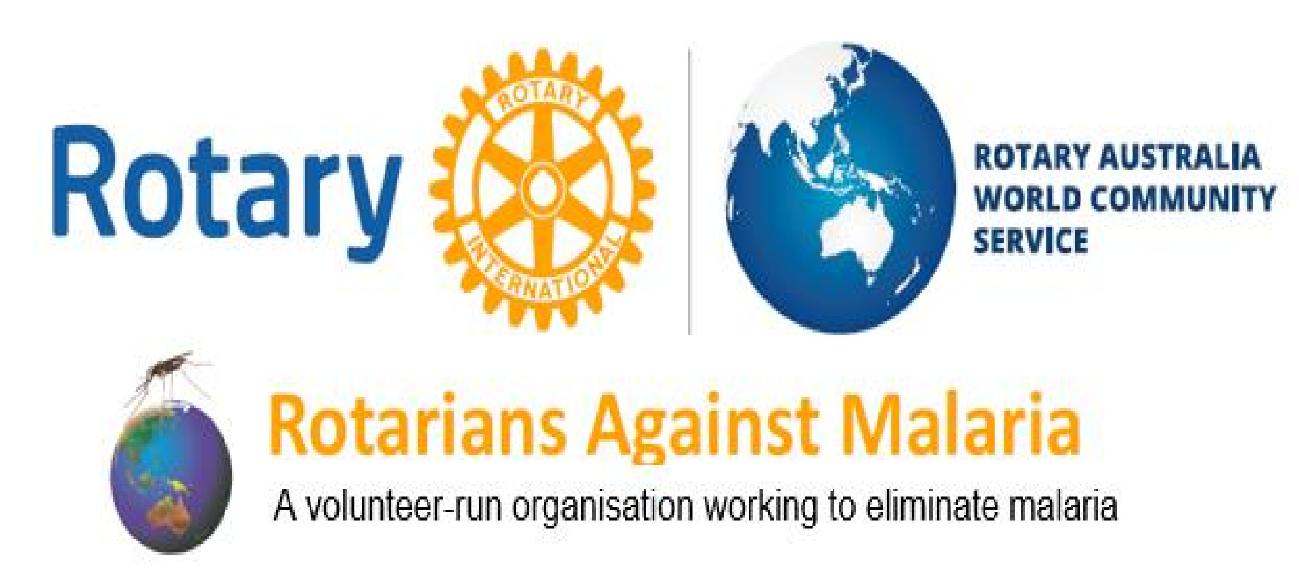 Rotary
ROTARY
INTERNATIONAL
ROTARY AUSTRALIA
WORLD COMMUNITY
SERVICE
Rotarians Against Malaria
A volunteer-run organisation working to eliminate malaria